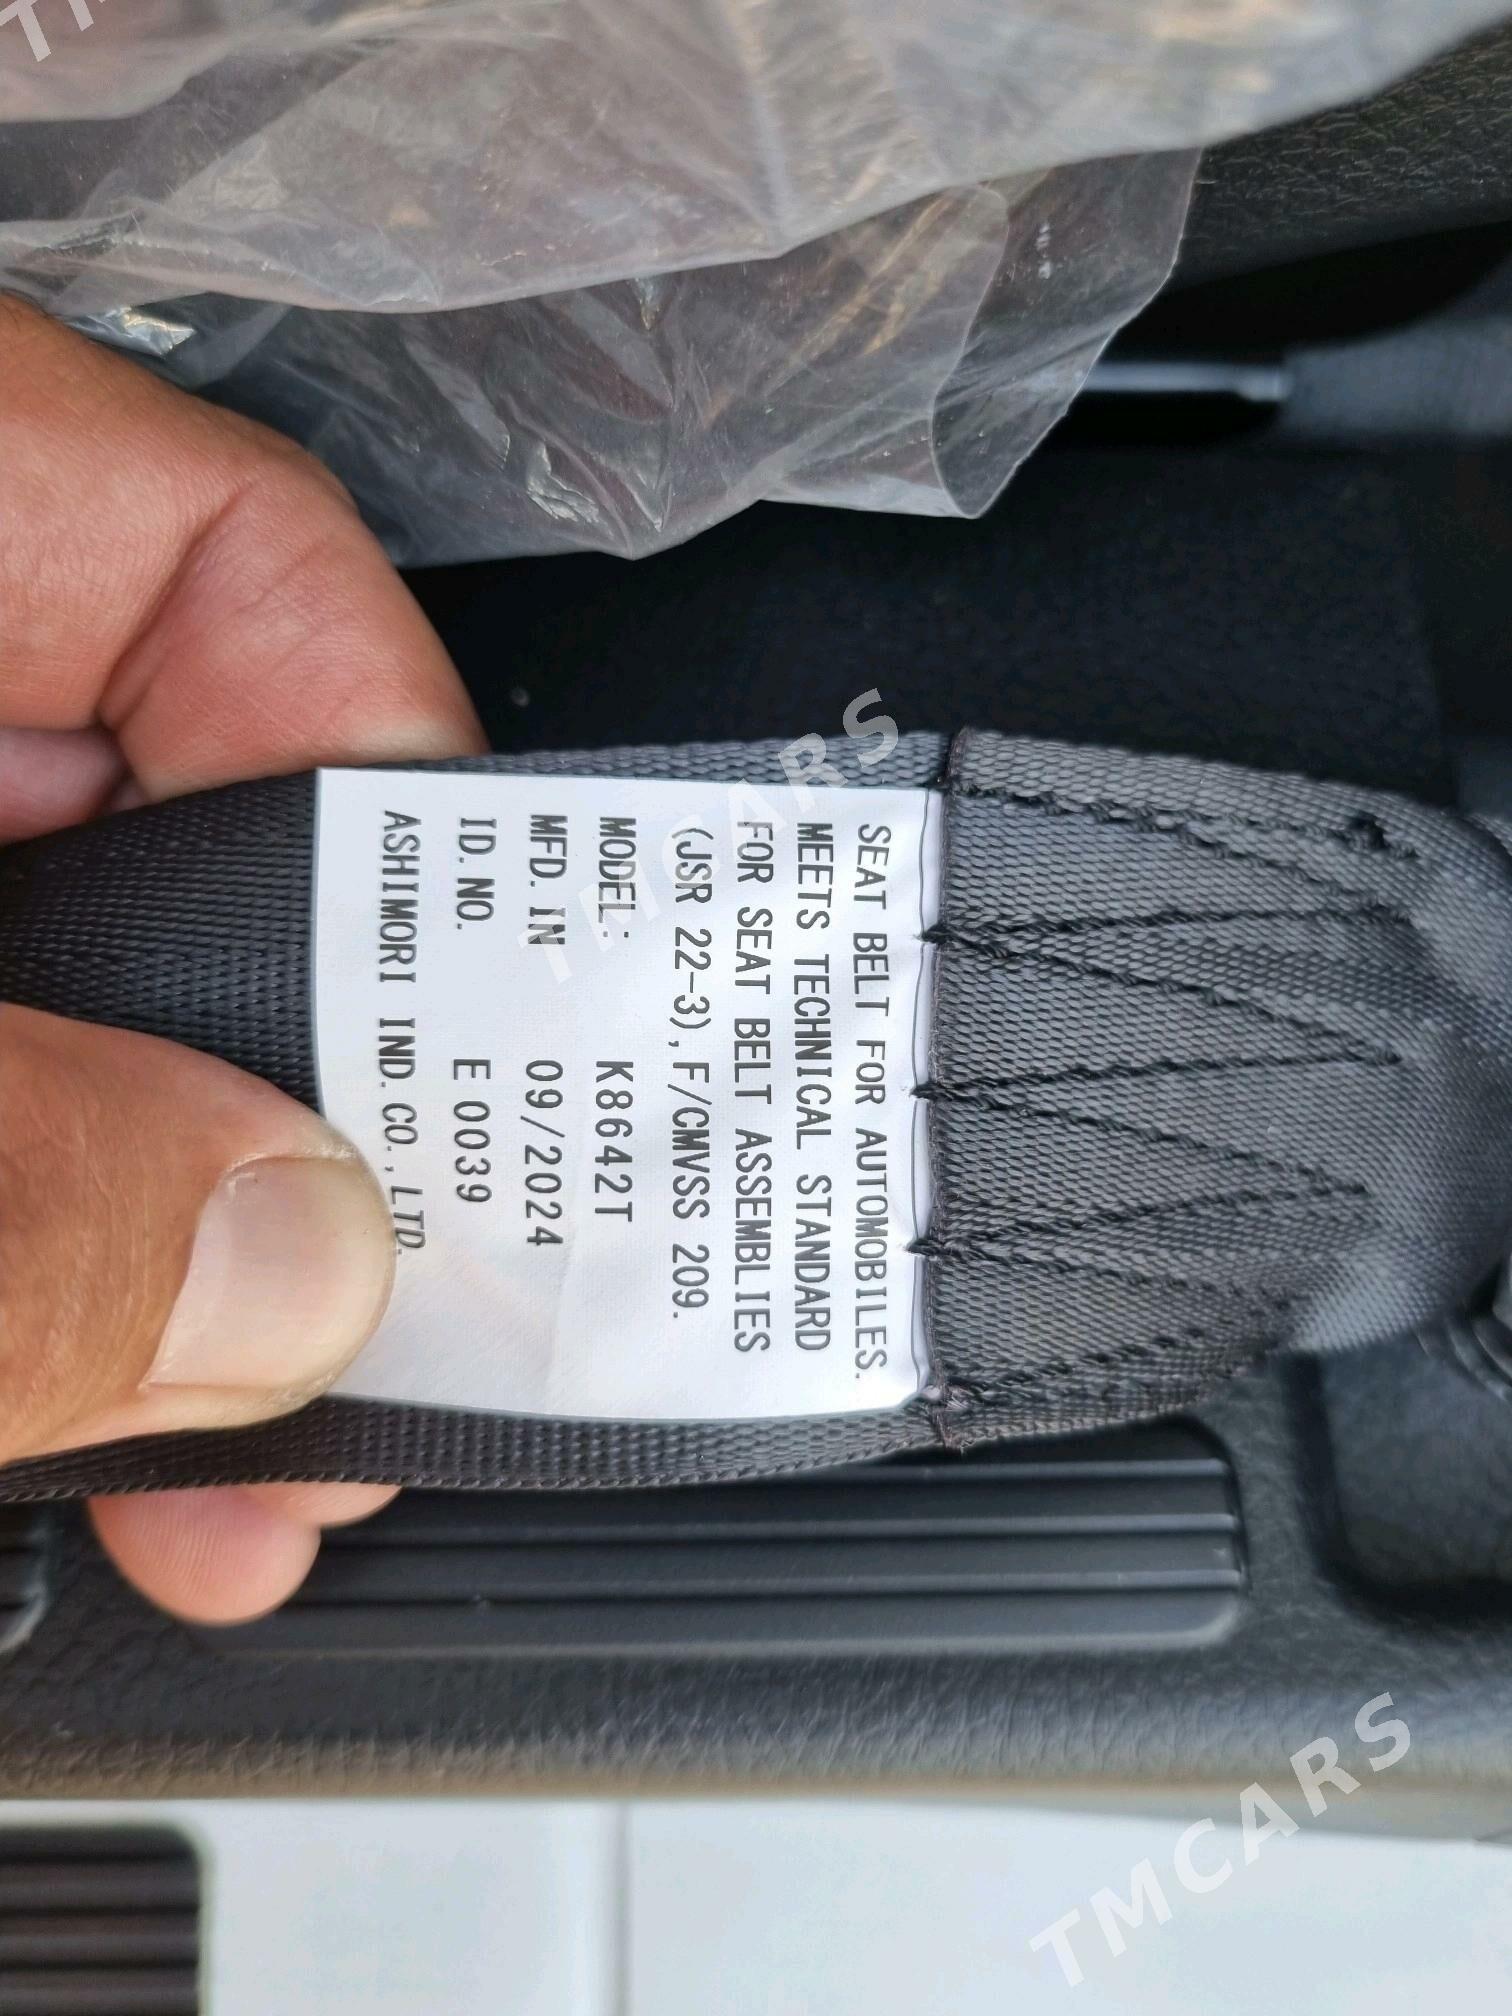 SEAT BELT FOR AUTOMOBILES.
MEETS TECHNICAL STANDARD
FOR SEAT BELT ASSEMBLIES
(JSR 22-3), F/CMVSS 209.
MODEL: K8642T
MFD. IN 09/2024
ID. NO. E 0039
ASHIMORI IND. CO., LTD.
TMCARS
TMCARS